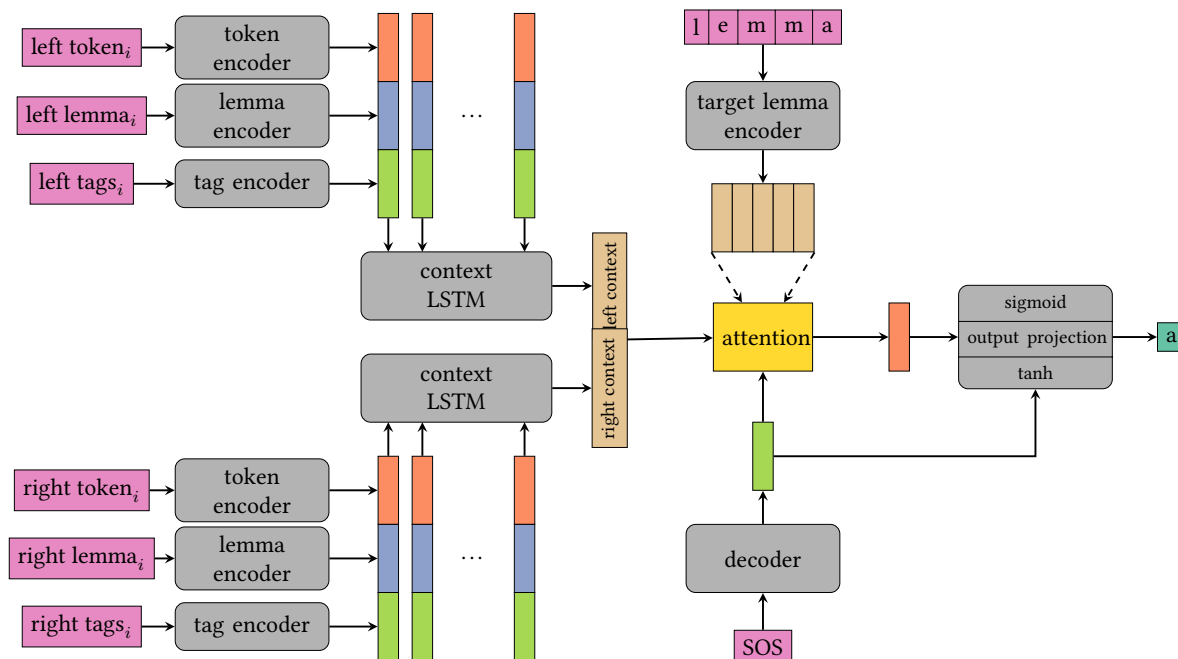 left token_i
token
encoder
left lemma_i
lemma
encoder
...
left tags_i
tag encoder
context
LSTM
left context
right context
context
LSTM
right token_i
token
encoder
right lemma_i
lemma
encoder
...
right tags_i
tag encoder
l e m m a
target lemma
encoder
attention
sigmoid
output projection
tanh
a
decoder
SOS